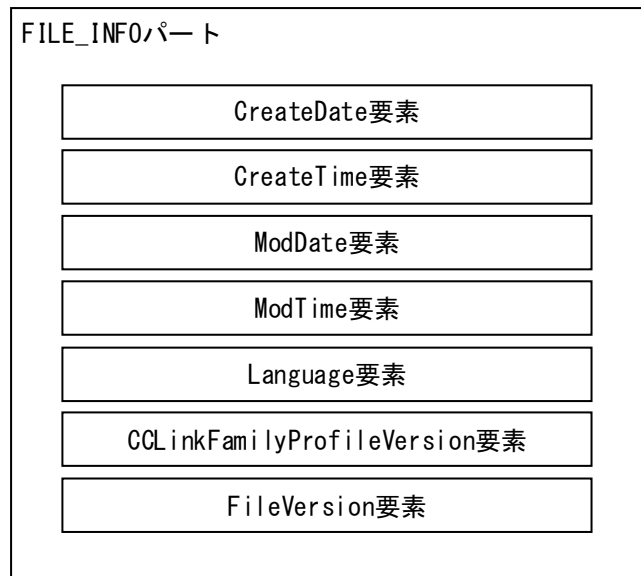 FILE_INFOパート
CreateDate要素
CreateTime要素
ModDate要素
ModTime要素
Language要素
CCLinkFamilyProfileVersion要素
FileVersion要素